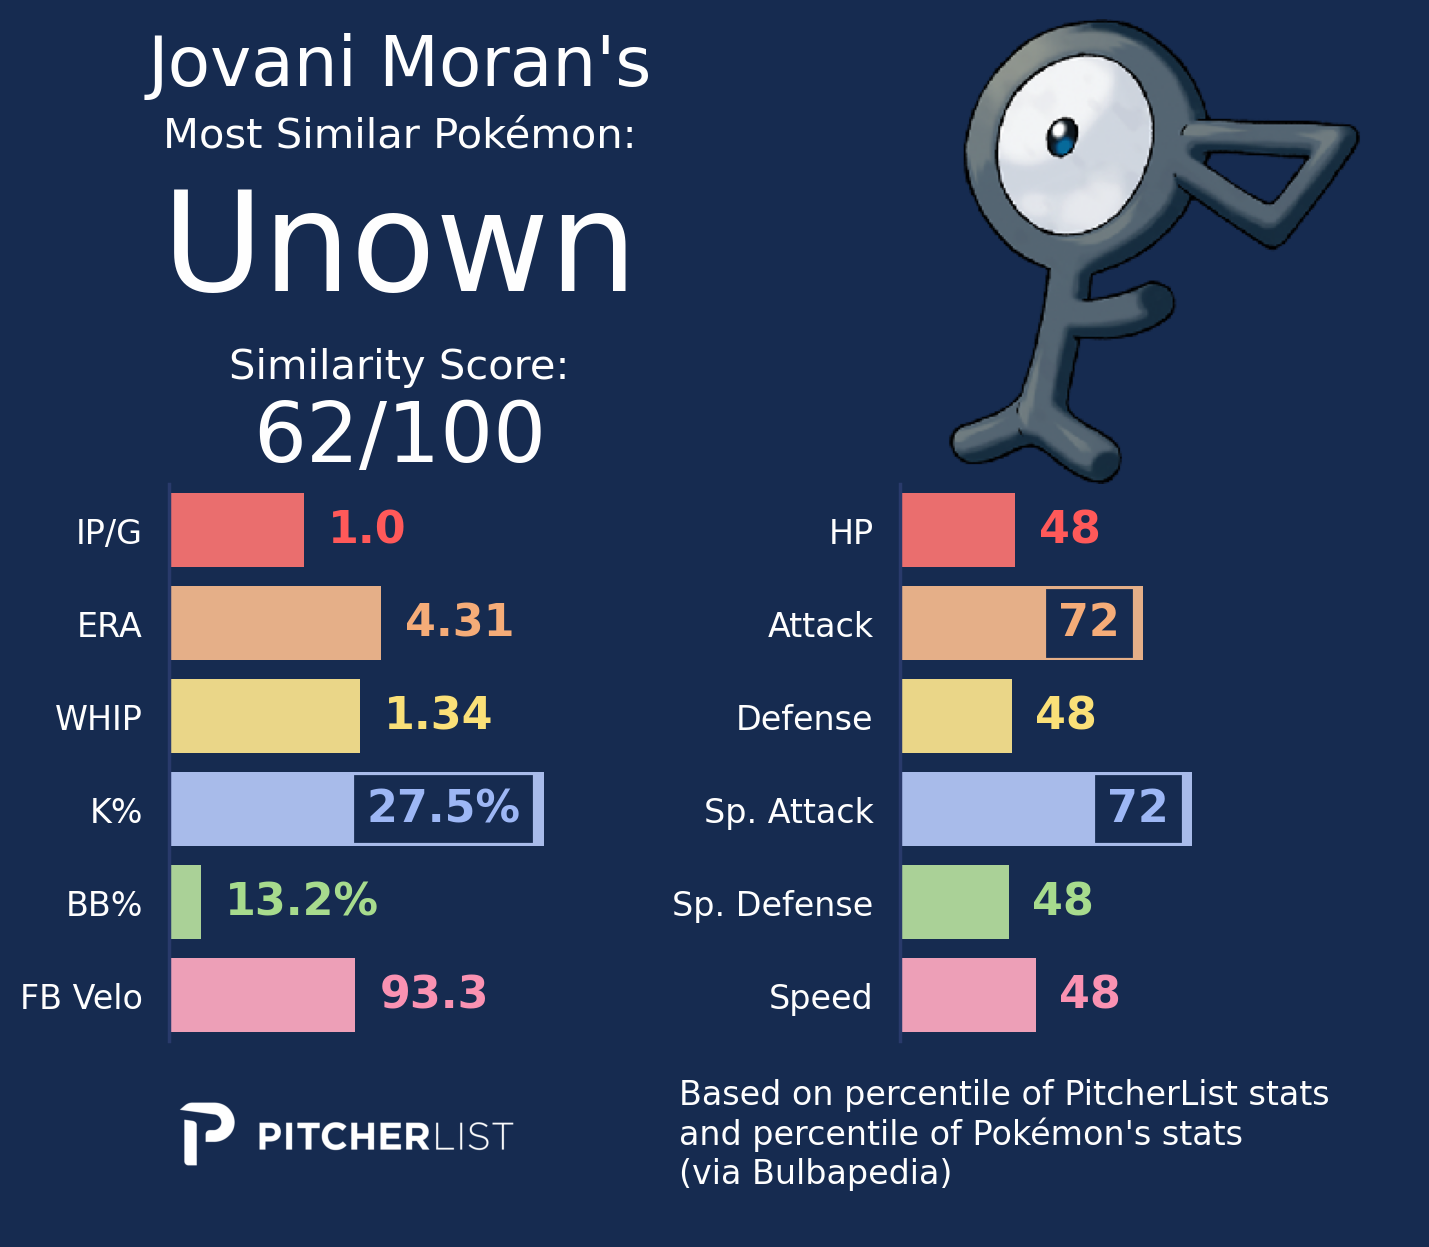 Jovani Moran's
Most Similar Pokémon:
Unown
Similarity Score:
62/100
IP/G 1.0
ERA 4.31
WHIP 1.34
K% 27.5%
BB% 13.2%
FB Velo 93.3
HP 48
Attack 72
Defense 48
Sp. Attack 72
Sp. Defense 48
Speed 48
PITCHERLIST
Based on percentile of PitcherList stats
and percentile of Pokémon's stats
(via Bulbapedia)